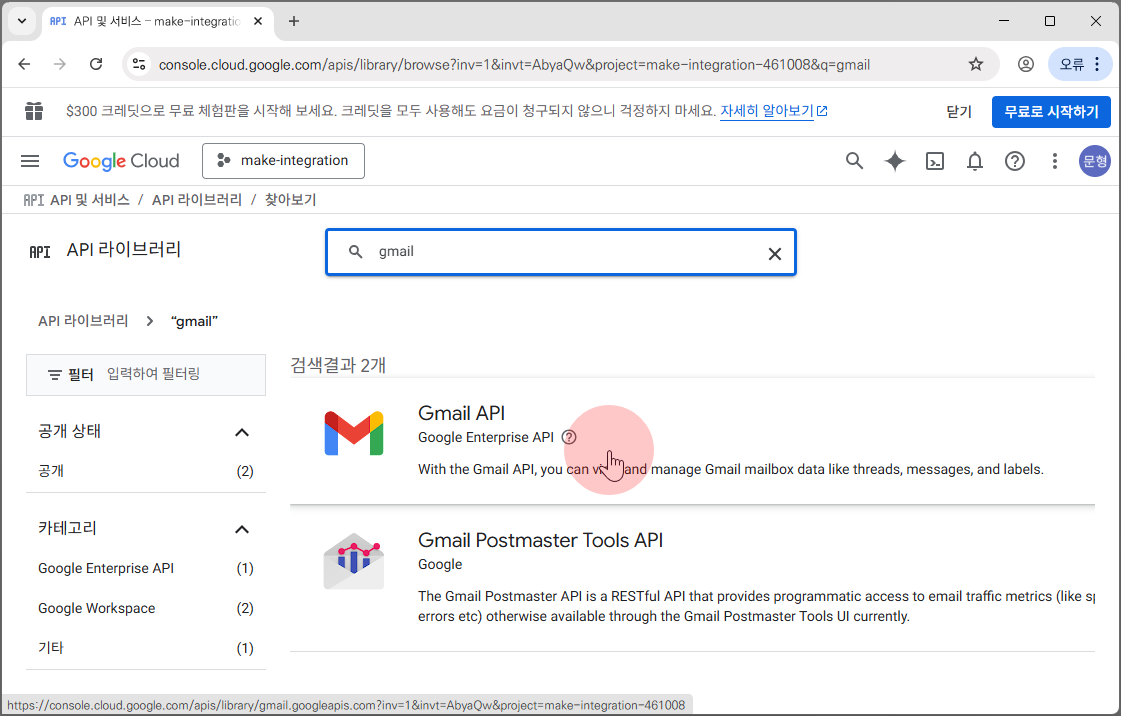 API API 및 서비스 – make-integratio
console.cloud.google.com/apis/library/browse?inv=1&invt=AbyaQw&project=make-integration-461008&q=gmail
오류
$300 크레딧으로 무료 체험판을 시작해 보세요. 크레딧을 모두 사용해도 요금이 청구되지 않으니 걱정하지 마세요. 자세히 알아보기
닫기
무료로 시작하기
Google Cloud
make-integration
문형
API API 및 서비스 / API 라이브러리 / 찾아보기
API API 라이브러리
gmail
API 라이브러리 > “gmail”
필터 입력하여 필터링
검색결과 2개
공개 상태
공개 (2)
카테고리
Google Enterprise API (1)
Google Workspace (2)
기타 (1)
Gmail API
Google Enterprise API
With the Gmail API, you can and manage Gmail mailbox data like threads, messages, and labels.
Gmail Postmaster Tools API
Google
The Gmail Postmaster API is a RESTful API that provides programmatic access to email traffic metrics (like sp
errors etc) otherwise available through the Gmail Postmaster Tools UI currently.
https://console.cloud.google.com/apis/library/gmail.googleapis.com?inv=1&invt=AbyaQw&project=make-integration-461008